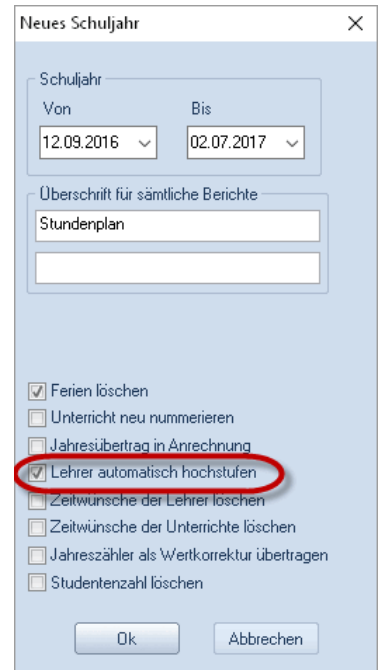 Neues Schuljahr
Schuljahr
Von Bis
12.09.2016 02.07.2017
Überschrift für sämtliche Berichte
Stundenplan
Ferien löschen
Unterricht neu nummerieren
Jahresübertrag in Anrechnung
Lehrer automatisch hochstufen
Zeitwünsche der Lehrer löschen
Zeitwünsche der Unterrichte löschen
Jahreszähler als Wertkorrektur übertragen
Studentenzahl löschen
Ok Abbrechen